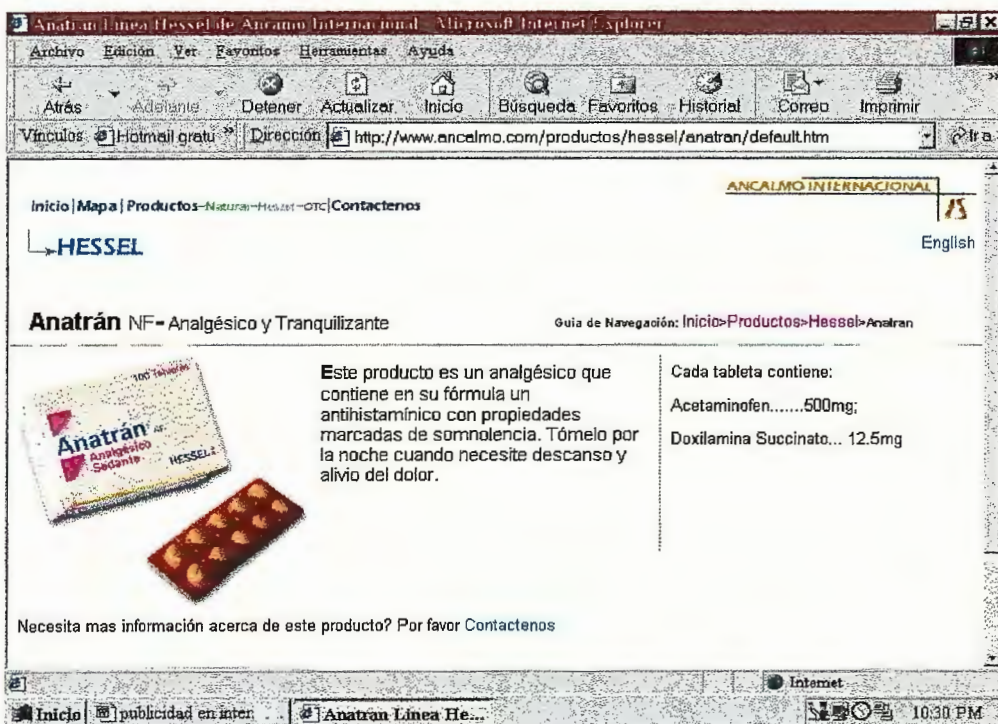 Anatran Linea Hessel de Ancamo Internacional - Microsoft Internet Explorer
Archivo Edición Ver Favoritos Herramientas Ayuda
Atrás Adelante Detener Actualizar Inicio Búsqueda Favoritos Historial Correo Imprimir
Vínculos Hotmail gratu Dirección http://www.ancalmo.com/productos/hessel/anatran/default.htm Ir a
ANCALMO INTERNACIONAL
Inicio|Mapa|Productos-Natural-Hessel-OTC|Contactenos
HESSEL
English
Anatrán NF-Analgésico y Tranquilizante
Guia de Navegación: Inicio>Productos>Hessel>Anatran
100 Tabletas
Anatrán NF
Analgésico
Sedante
HESSEL
Este producto es un analgésico que
contiene en su fórmula un
antihistamínico con propiedades
marcadas de somnolencia. Tómelo por
la noche cuando necesite descanso y
alivio del dolor.
Cada tableta contiene:
Acetaminofen.......500mg;
Doxilamina Succinato... 12.5mg
Necesita mas información acerca de este producto? Por favor Contactenos
Internet
Inicio publicidad en inter... Anatran Linea He... 10:30 PM